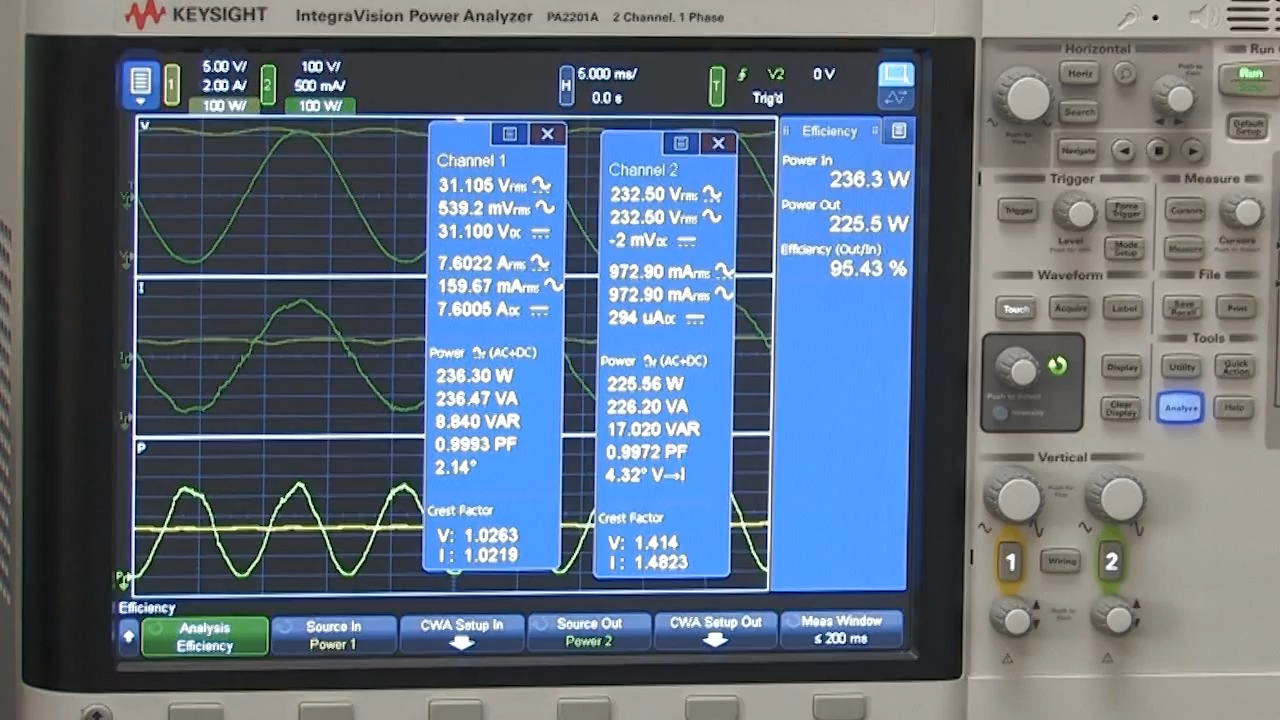 KEYSIGHT IntegraVision Power Analyzer PA2201A 2 Channel, 1 Phase
1 5.00 V/ 2 100 V/ H 5.000 ms/ T V2 0 V
2.00 A/ 500 mA/ 0.0 s Trig'd
100 W/ 100 W/
V
I
P
Channel 1
31.105 Vrms
539.2 mVrms
31.100 VDC
7.6022 Arms
159.67 mArms
7.6005 ADC
Power (AC+DC)
236.30 W
236.47 VA
8.840 VAR
0.9993 PF
2.14°
Crest Factor
V: 1.0263
I: 1.0219
Channel 2
232.50 Vrms
232.50 Vrms
-2 mVDC
972.90 mArms
972.90 mArms
294 uADC
Power (AC+DC)
225.56 W
226.20 VA
17.020 VAR
0.9972 PF
4.32° V→I
Crest Factor
V: 1.414
I: 1.4823
Efficiency
Power In
236.3 W
Power Out
225.5 W
Efficiency (Out/In)
95.43 %
Efficiency
Analysis
Efficiency
Source In
Power 1
CWA Setup In
Source Out
Power 2
CWA Setup Out
Meas Window
≤ 200 ms
Horizontal
Run
Horiz
Search
Navigate
Default
Setup
Trigger
Trigger
Level
Force
Trigger
Mode
Setup
Measure
Cursors
Measure
Cursors
Waveform
Touch
Acquire
Label
File
Save
Recall
Print
Tools
Display
Utility
Quick
Action
Clear
Display
Analyze
Help
Vertical
1
Wiring
2